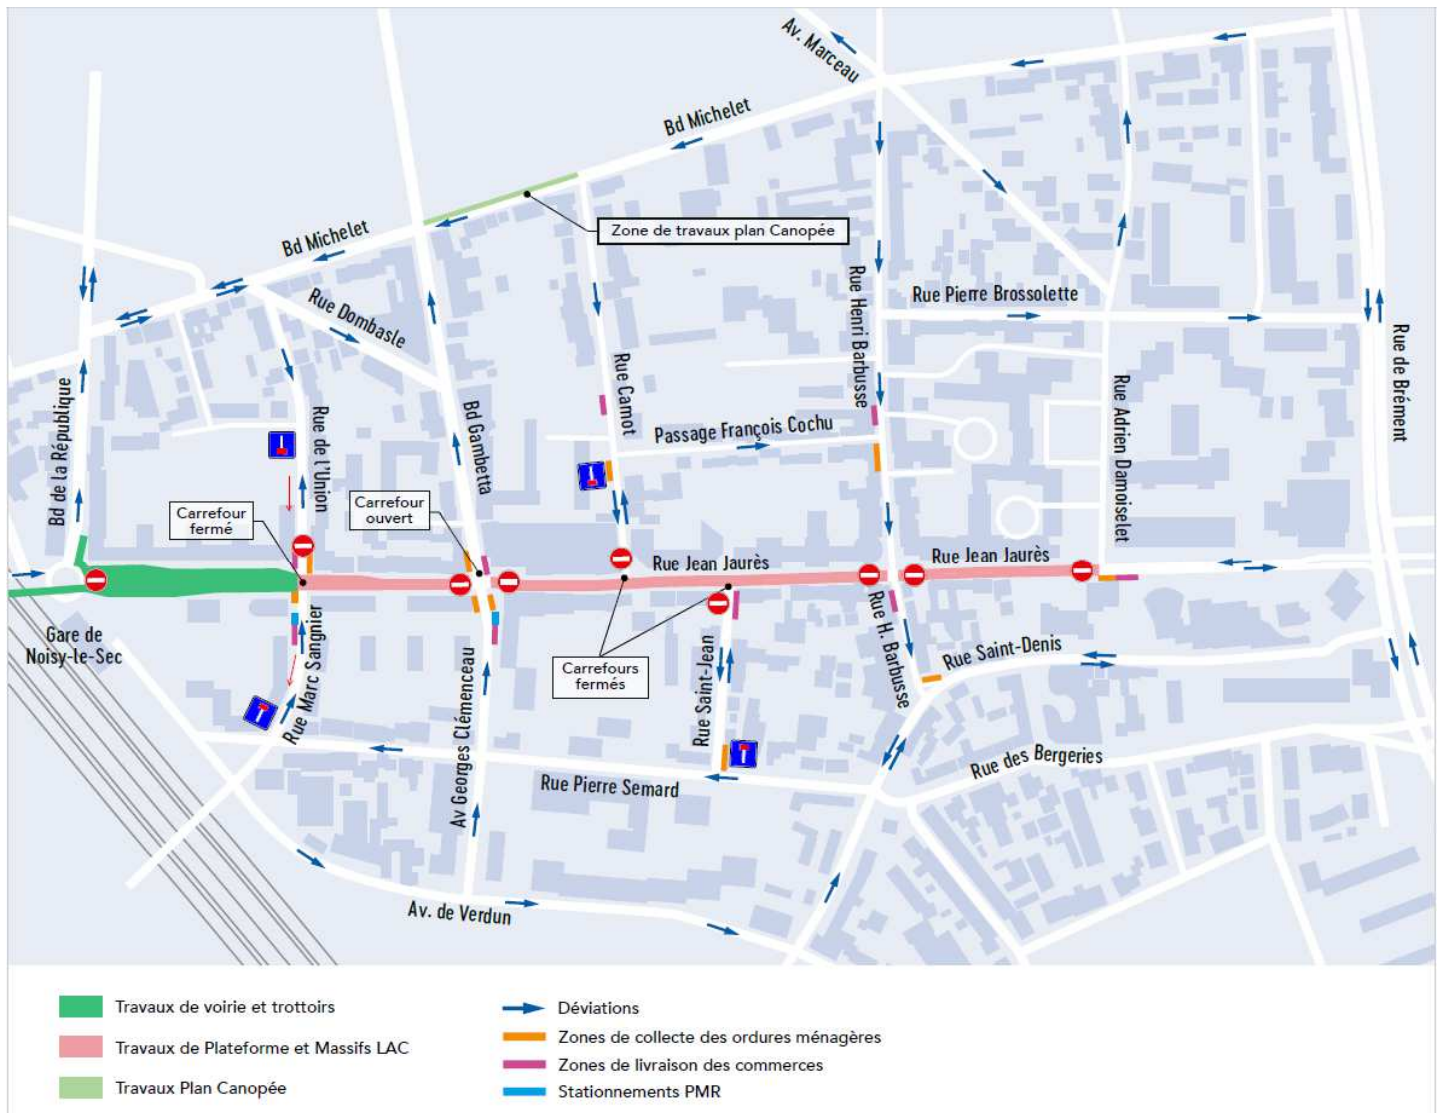 Av. Marceau
Bd Michelet
Zone de travaux plan Canopée
Bd Michelet
Rue Dombasle
Rue Henri Barbusse
Rue Pierre Brossolette
Rue de Brément
Bd de la République
Rue de l'Union
Bd Gambetta
Rue Carnot
Passage François Cochu
Rue Adrien Damoiselet
Carrefour
fermé
Carrefour
ouvert
Rue Jean Jaurès
Rue Jean Jaurès
Gare de
Noisy-le-Sec
Rue Marc Sangnier
Av Georges Clémenceau
Carrefours
fermés
Rue Saint-Jean
Rue H. Barbusse
Rue Saint-Denis
Rue Pierre Semard
Rue des Bergeries
Av. de Verdun
Travaux de voirie et trottoirs
Travaux de Plateforme et Massifs LAC
Travaux Plan Canopée
Déviations
Zones de collecte des ordures ménagères
Zones de livraison des commerces
Stationnements PMR